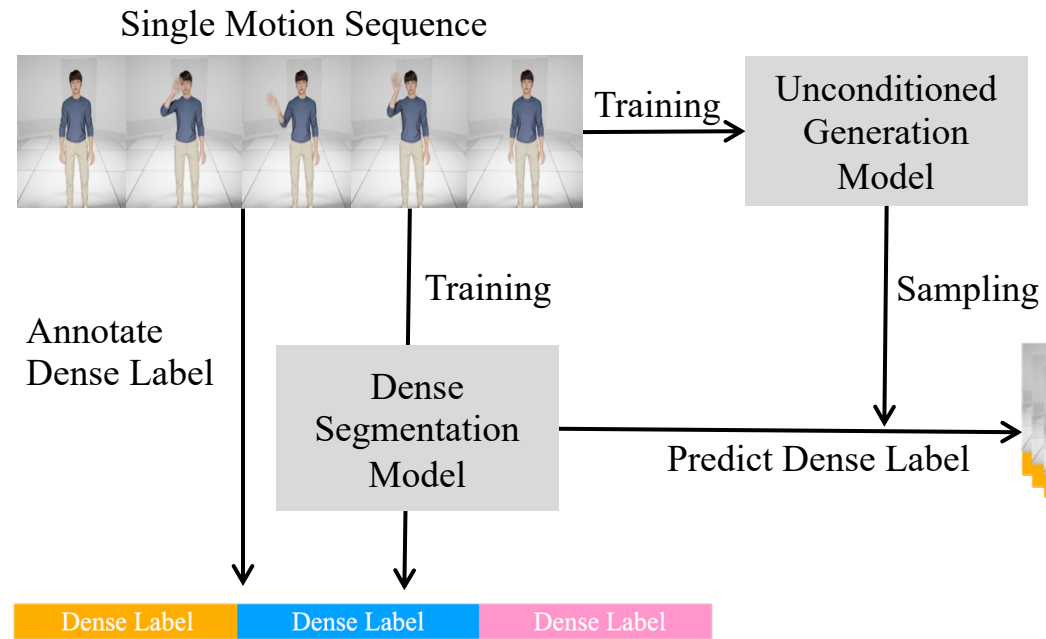 Single Motion Sequence
Training
Unconditioned
Generation
Model
Training
Sampling
Annotate
Dense Label
Dense
Segmentation
Model
Predict Dense Label
Dense Label
Dense Label
Dense Label